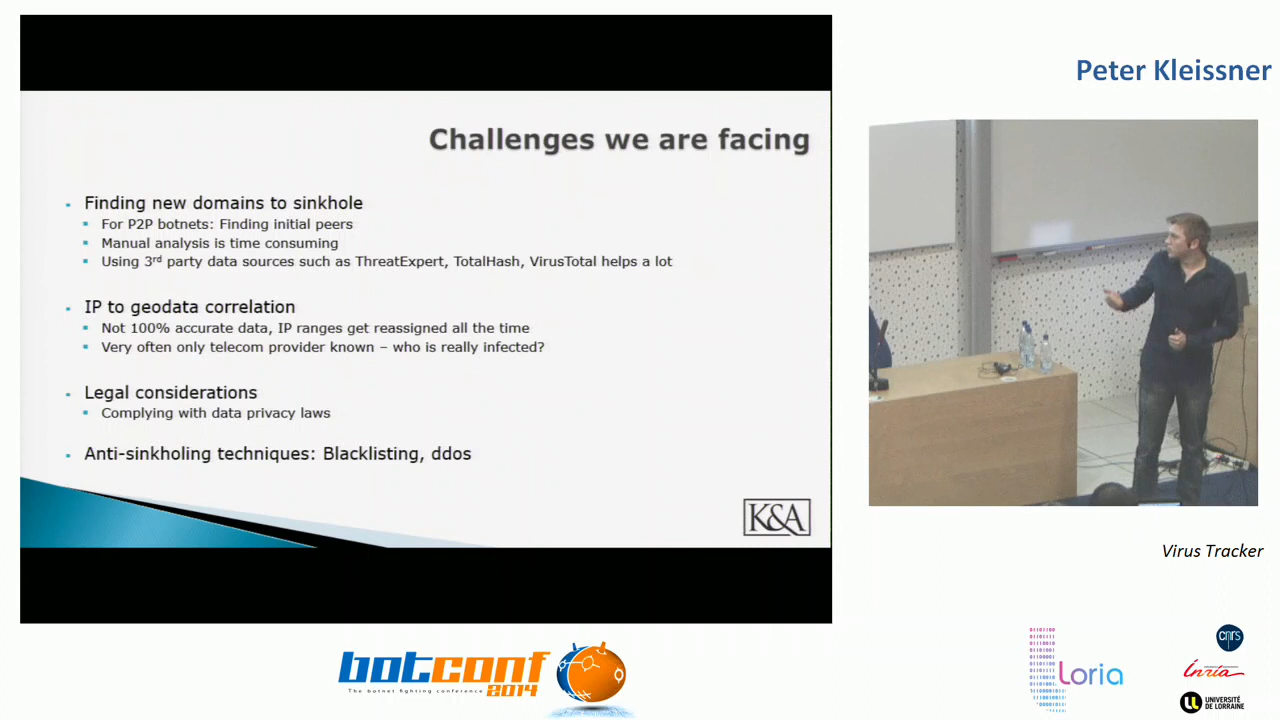 Peter Kleissner
Challenges we are facing
Finding new domains to sinkhole
For P2P botnets: Finding initial peers
Manual analysis is time consuming
Using 3rd party data sources such as ThreatExpert, TotalHash, VirusTotal helps a lot
IP to geodata correlation
Not 100% accurate data, IP ranges get reassigned all the time
Very often only telecom provider known – who is really infected?
Legal considerations
Complying with data privacy laws
Anti-sinkholing techniques: Blacklisting, ddos
K&A
Virus Tracker
botconf
The botnet fighting conference
2014
Loria
cnrs
Inria
UNIVERSITÉ
DE LORRAINE